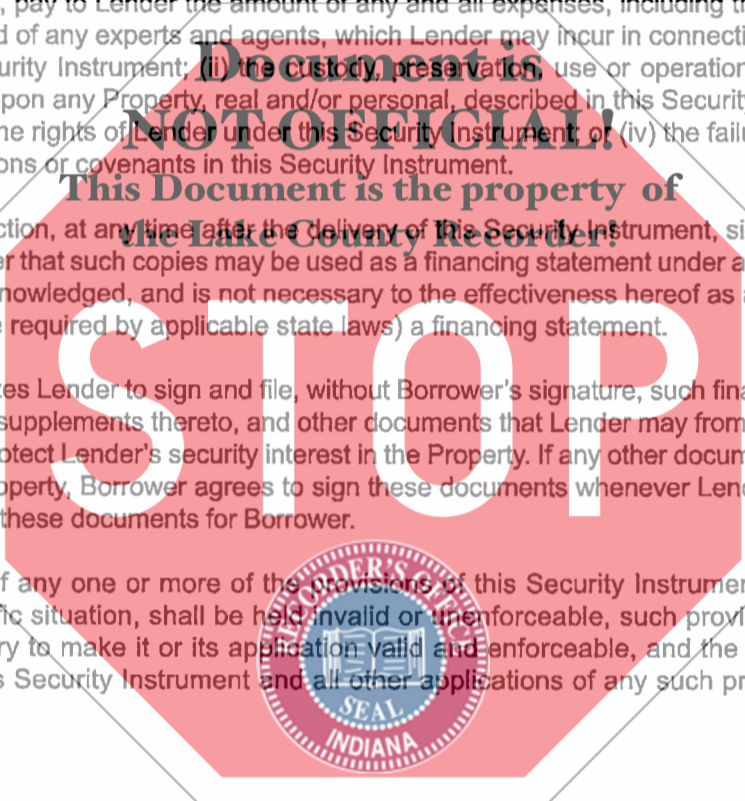 , pay to Lender the amount of any and all expenses, including
d of any experts and agents, which Lender may incur in connecti
Document is
urity Instrument; (ii) the custody, preservation, use or operation
pon any Property, real and/or personal, described in this Securit
NOT OFFICIAL!
he rights of Lender under this Security Instrument; or (iv) the fail
ons or covenants in this Security Instrument.
This Document is the property of
ction, at any time after the delivery of this Security Instrument, si
the Lake County Recorder!
r that such copies may be used as a financing statement under a
nowledged, and is not necessary to the effectiveness hereof as
required by applicable state laws) a financing statement.
STOP
es Lender to sign and file, without Borrower's signature, such fina
supplements thereto, and other documents that Lender may from
otect Lender's security interest in the Property. If any other docum
operty, Borrower agrees to sign these documents whenever Lend
these documents for Borrower.
f any one or more of the provisions of this Security Instrumen
fic situation, shall be held invalid or unenforceable, such provi
ry to make it or its application valid and enforceable, and the
s Security Instrument and all other applications of any such pr
RECORDER'S OFFICE
SEAL
INDIANA